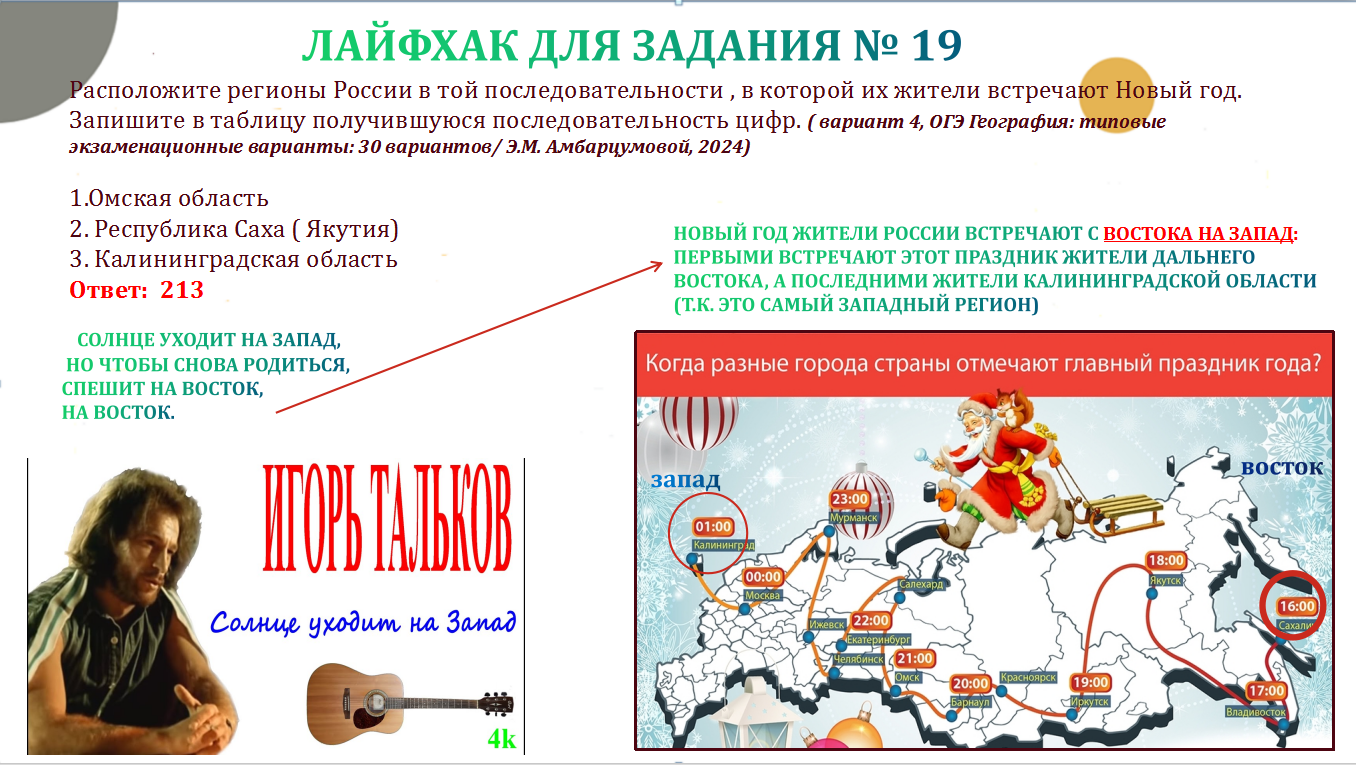 ЛАЙФХАК ДЛЯ ЗАДАНИЯ № 19
Расположите регионы России в той последовательности , в которой их жители встречают Новый год.
Запишите в таблицу получившуюся последовательность цифр. ( вариант 4, ОГЭ География: типовые
экзаменационные варианты: 30 вариантов/ Э.М. Амбарцумовой, 2024)
1.Омская область
2. Республика Саха ( Якутия)
3. Калининградская область
Ответ: 213
СОЛНЦЕ УХОДИТ НА ЗАПАД,
НО ЧТОБЫ СНОВА РОДИТЬСЯ,
СПЕШИТ НА ВОСТОК,
НА ВОСТОК.
НОВЫЙ ГОД ЖИТЕЛИ РОССИИ ВСТРЕЧАЮТ С ВОСТОКА НА ЗАПАД:
ПЕРВЫМИ ВСТРЕЧАЮТ ЭТОТ ПРАЗДНИК ЖИТЕЛИ ДАЛЬНЕГО
ВОСТОКА, А ПОСЛЕДНИМИ ЖИТЕЛИ КАЛИНИНГРАДСКОЙ ОБЛАСТИ
(Т.К. ЭТО САМЫЙ ЗАПАДНЫЙ РЕГИОН)
ИГОРЬ ТАЛЬКОВ
Солнце уходит на Запад
4k
Когда разные города страны отмечают главный праздник года?
запад
восток
01:00
Калининград
23:00
Мурманск
00:00
Москва
Салехард
Ижевск
22:00
Екатеринбург
Челябинск
21:00
Омск
20:00
Барнаул
Красноярск
19:00
Иркутск
18:00
Якутск
16:00
Сахалин
17:00
Владивосток